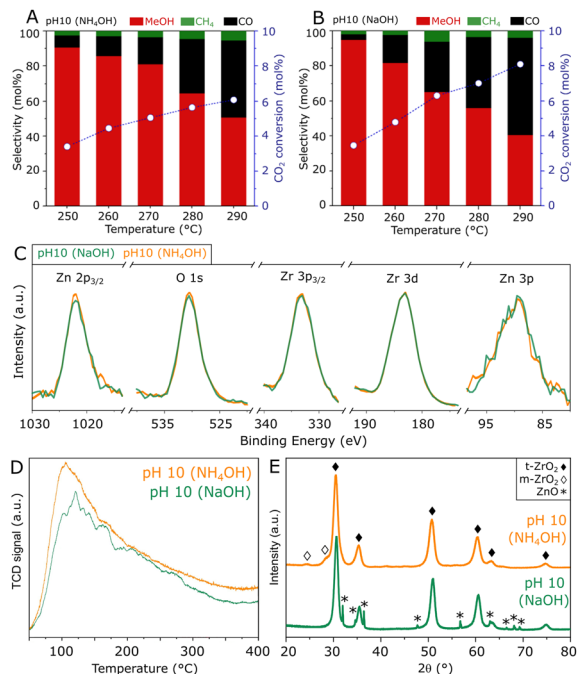 A
pH10 (NH₄OH) MeOH CH₄ CO
Selectivity (mol%)
100
80
60
40
20
0
10
8
6
4
2
0
CO₂ conversion (mol%)
250 260 270 280 290
Temperature (°C)
B
pH10 (NaOH) MeOH CH₄ CO
Selectivity (mol%)
100
80
60
40
20
0
10
8
6
4
2
0
CO₂ conversion (mol%)
250 260 270 280 290
Temperature (°C)
pH10 (NaOH) pH10 (NH₄OH)
C
Zn 2p₃/₂ O 1s Zr 3p₃/₂ Zr 3d Zn 3p
Intensity (a.u.)
1030 1020 535 525 340 330 190 180 95 85
Binding Energy (eV)
D
pH 10 (NH₄OH)
pH 10 (NaOH)
TCD signal (a.u.)
100 200 300 400
Temperature (°C)
E
t-ZrO₂ ♦
m-ZrO₂ ◊
ZnO *
pH 10
(NH₄OH)
pH 10
(NaOH)
Intensity (a.u.)
20 30 40 50 60 70 80
2θ (°)